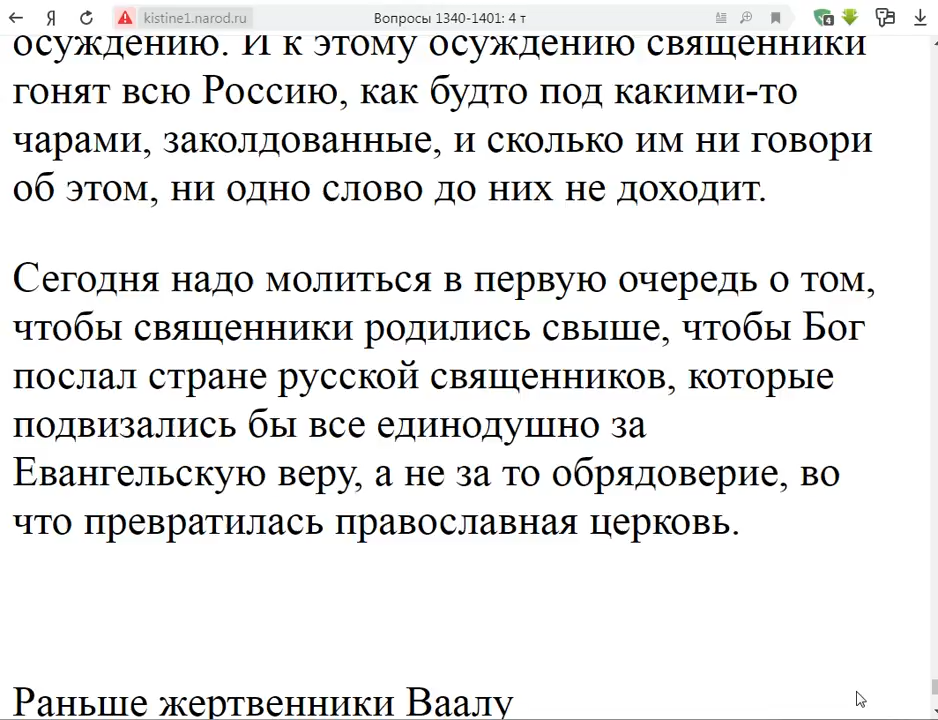 kistine1.narod.ru
Вопросы 1340-1401: 4 т
осуждению. И к этому осуждению священники
гонят всю Россию, как будто под какими-то
чарами, заколдованные, и сколько им ни говори
об этом, ни одно слово до них не доходит.
Сегодня надо молиться в первую очередь о том,
чтобы священники родились свыше, чтобы Бог
послал стране русской священников, которые
подвизались бы все единодушно за
Евангельскую веру, а не за то обрядоверие, во
что превратилась православная церковь.
Раньше жертвенники Ваалу